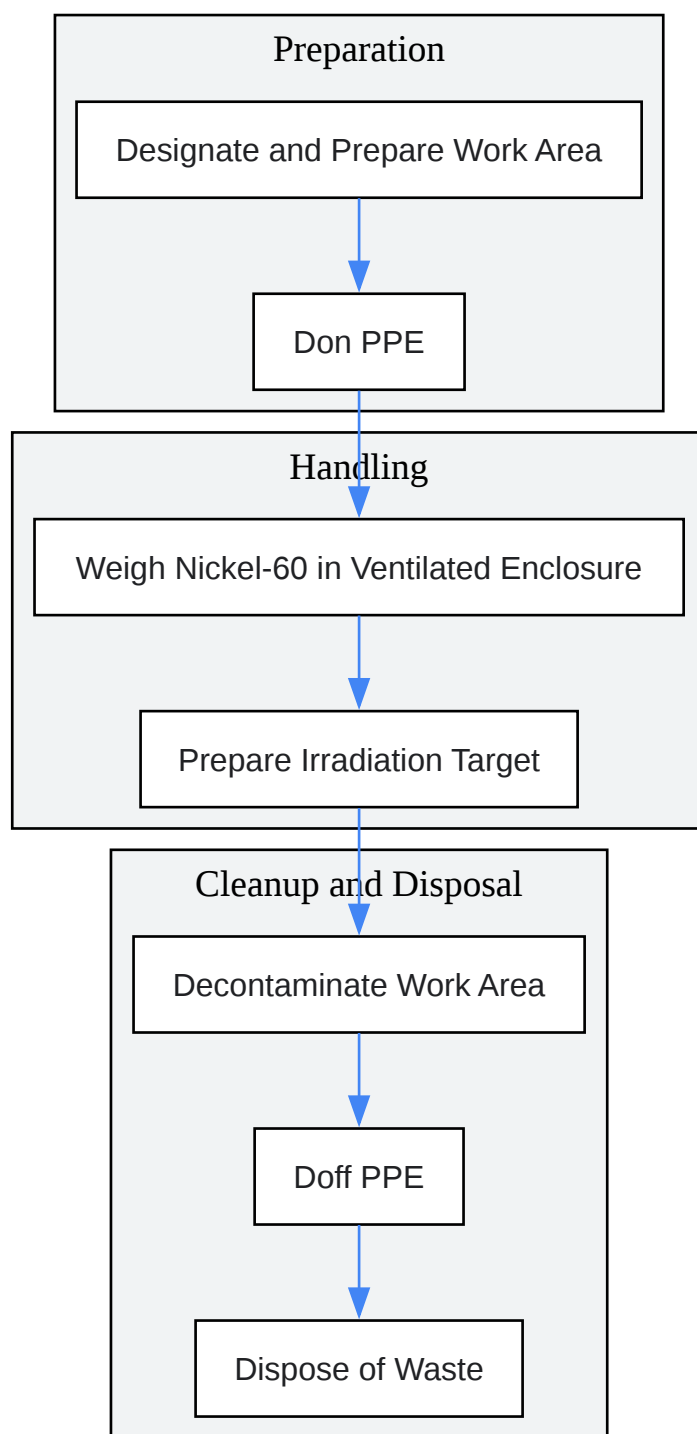 Preparation
Designate and Prepare Work Area
Don PPE
Handling
Weigh Nickel-60 in Ventilated Enclosure
Prepare Irradiation Target
Cleanup and Disposal
Decontaminate Work Area
Doff PPE
Dispose of Waste